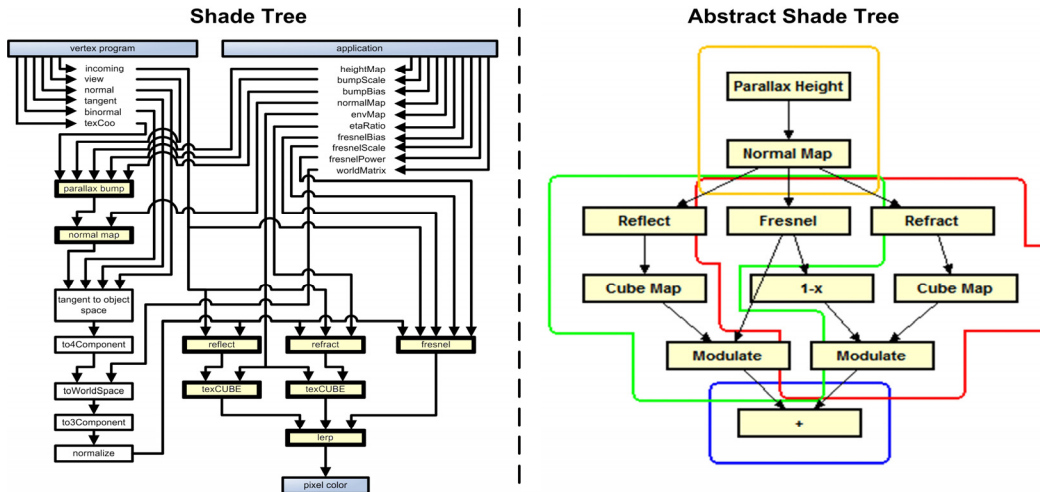 Shade Tree
vertex program
application
incoming
view
normal
tangent
binormal
texCoo
heightMap
bumpScale
bumpBias
normalMap
envMap
etaRatio
fresnelBias
fresnelScale
fresnelPower
worldMatrix
parallax bump
normal map
tangent to object
space
to4Component
toWorldSpace
to3Component
normalize
reflect
refract
fresnel
texCUBE
texCUBE
lerp
pixel color
Abstract Shade Tree
Parallax Height
Normal Map
Reflect
Fresnel
Refract
Cube Map
1-x
Cube Map
Modulate
Modulate
+